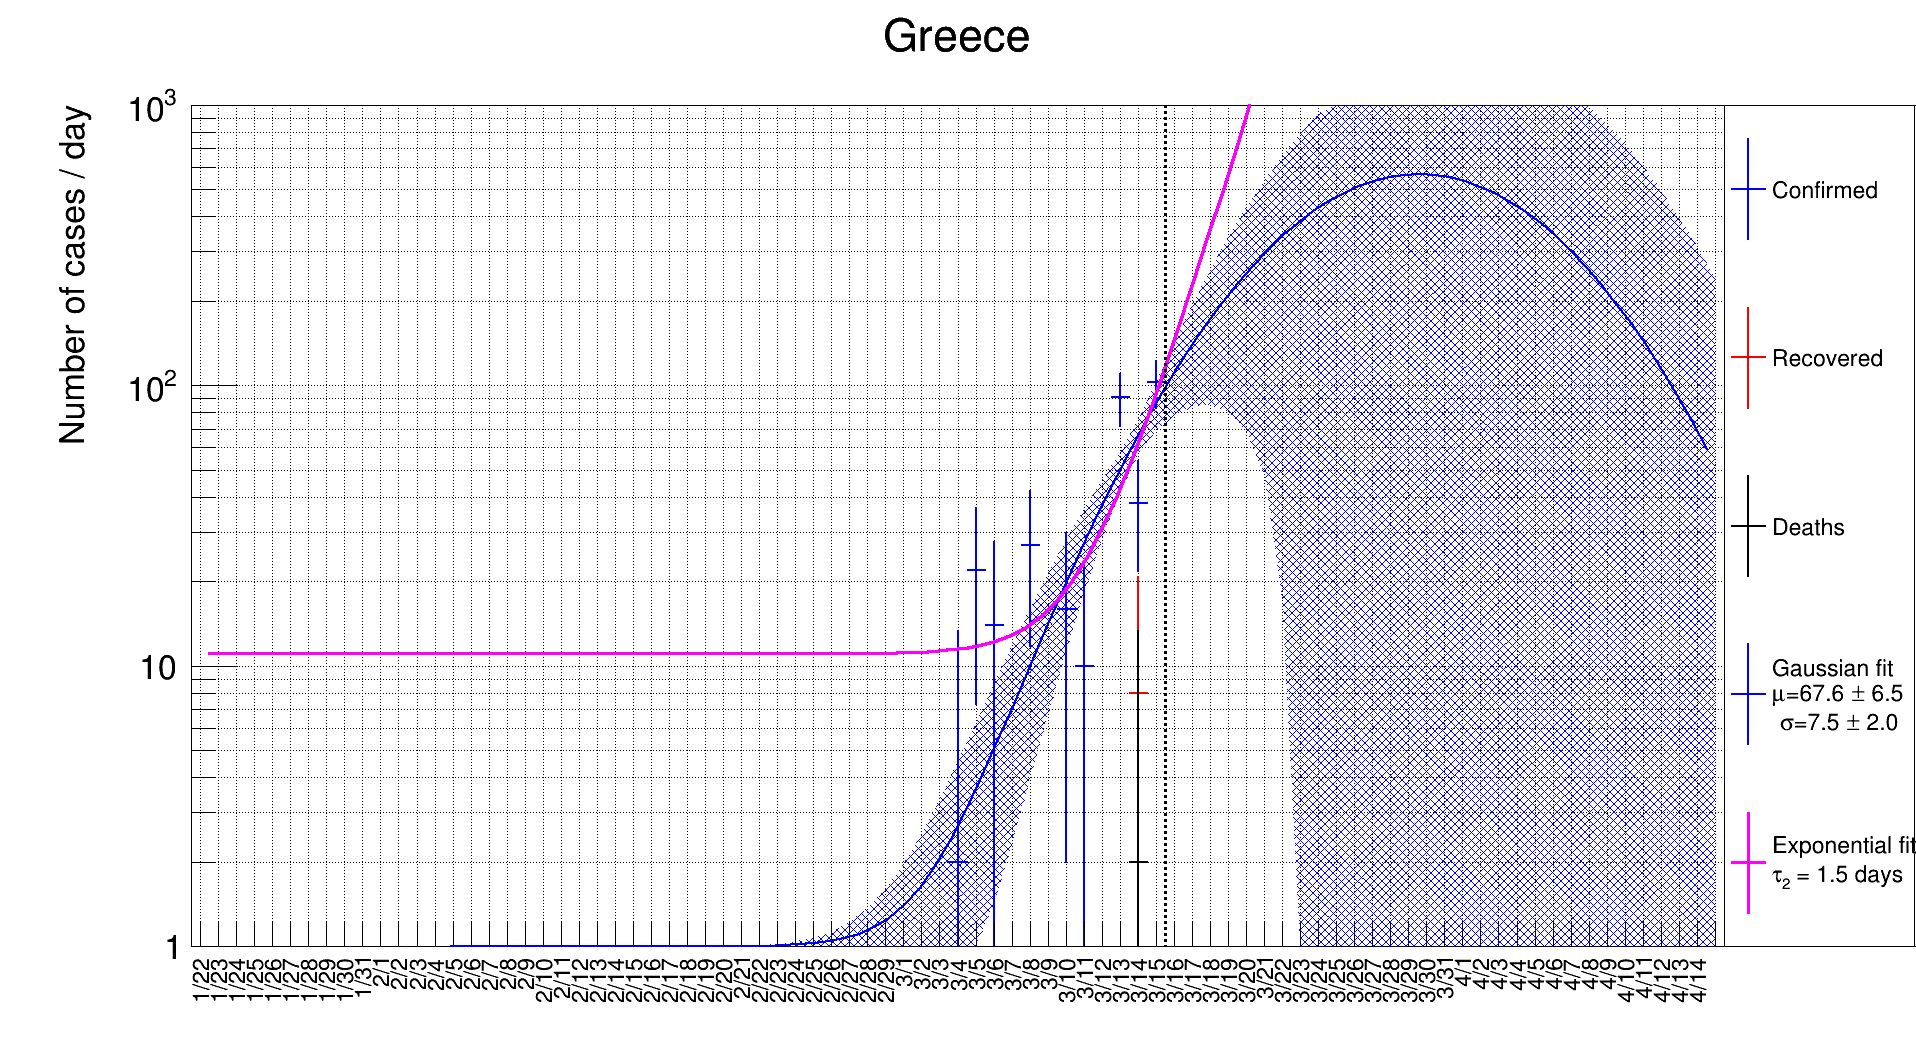 Greece
Number of cases / day
10³
10²
10
1
1/22 1/23 1/24 1/25 1/26 1/27 1/28 1/29 1/30 1/31 2/1 2/2 2/3 2/4 2/5 2/6 2/7 2/8 2/9 2/10 2/11 2/12 2/13 2/14 2/15 2/16 2/17 2/18 2/19 2/20 2/21 2/22 2/23 2/24 2/25 2/26 2/27 2/28 2/29 3/1 3/2 3/3 3/4 3/5 3/6 3/7 3/8 3/9 3/10 3/11 3/12 3/13 3/14 3/15 3/16 3/17 3/18 3/19 3/20 3/21 3/22 3/23 3/24 3/25 3/26 3/27 3/28 3/29 3/30 3/31 4/1 4/2 4/3 4/4 4/5 4/6 4/7 4/8 4/9 4/10 4/11 4/12 4/13 4/14
Confirmed
Recovered
Deaths
Gaussian fit
μ=67.6 ± 6.5
σ=7.5 ± 2.0
Exponential fit
τ₂ = 1.5 days